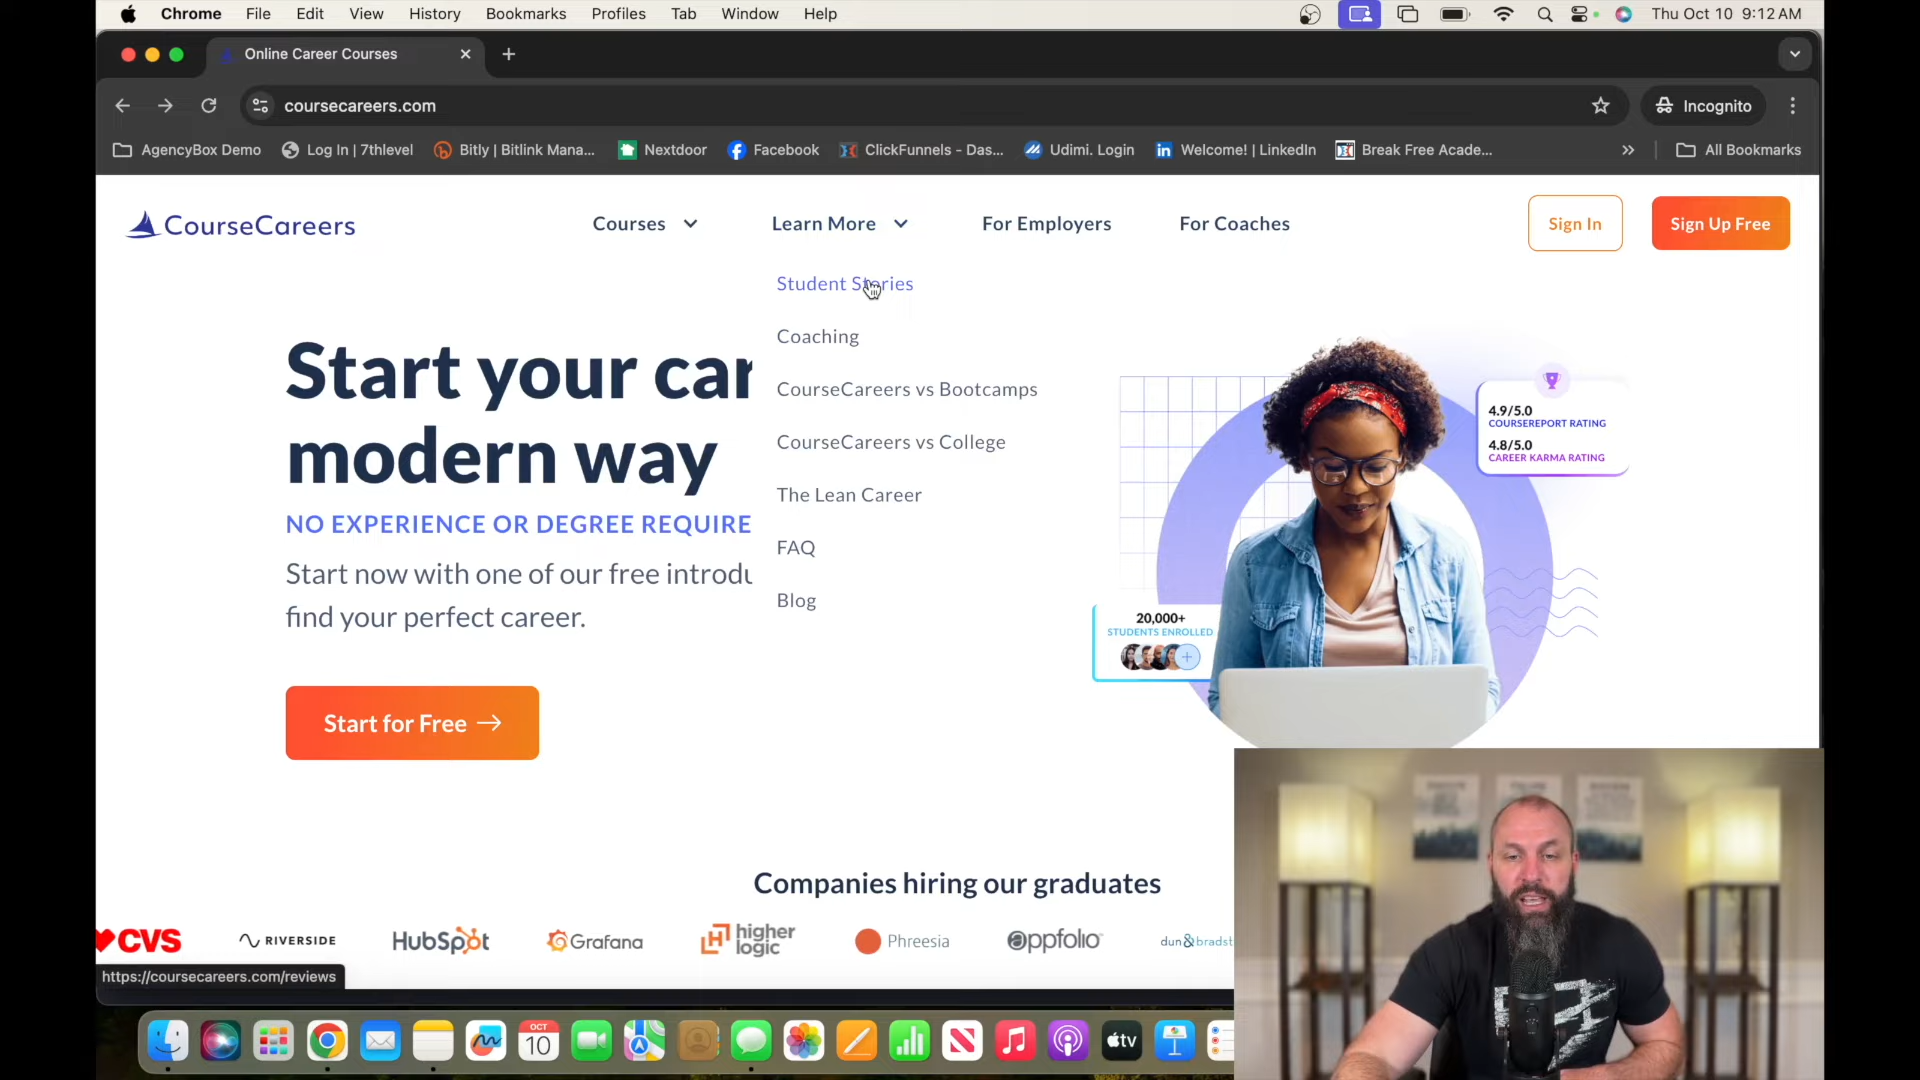 Chrome File Edit View History Bookmarks Profiles Tab Window Help
Thu Oct 10 9:12 AM
Online Career Courses
coursecareers.com
Incognito
AgencyBox Demo
Log In | 7thlevel
Bitly | Bitlink Mana...
Nextdoor
Facebook
ClickFunnels - Das...
Udimi. Login
Welcome! | LinkedIn
Break Free Acade...
All Bookmarks
CourseCareers
Courses
Learn More
For Employers
For Coaches
Sign In
Sign Up Free
Student Stories
Coaching
CourseCareers vs Bootcamps
CourseCareers vs College
The Lean Career
FAQ
Blog
Start your car
modern way
NO EXPERIENCE OR DEGREE REQUIRE
Start now with one of our free introdu
find your perfect career.
Start for Free
4.9/5.0
COURSEREPORT RATING
4.8/5.0
CAREER KARMA RATING
20,000+
STUDENTS ENROLLED
Companies hiring our graduates
CVS
RIVERSIDE
HubSpot
Grafana
higher
logic
Phreesia
appfolio
dun&bradst
https://coursecareers.com/reviews
OCT
10
tv